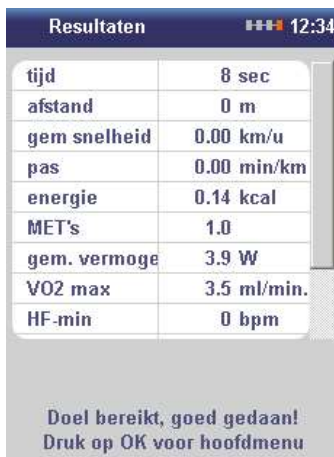 Resultaten 12:34
tijd 8 sec
afstand 0 m
gem snelheid 0.00 km/u
pas 0.00 min/km
energie 0.14 kcal
MET's 1.0
gem. vermoge 3.9 W
VO2 max 3.5 ml/min.
HF-min 0 bpm
Doel bereikt, goed gedaan!
Druk op OK voor hoofdmenu